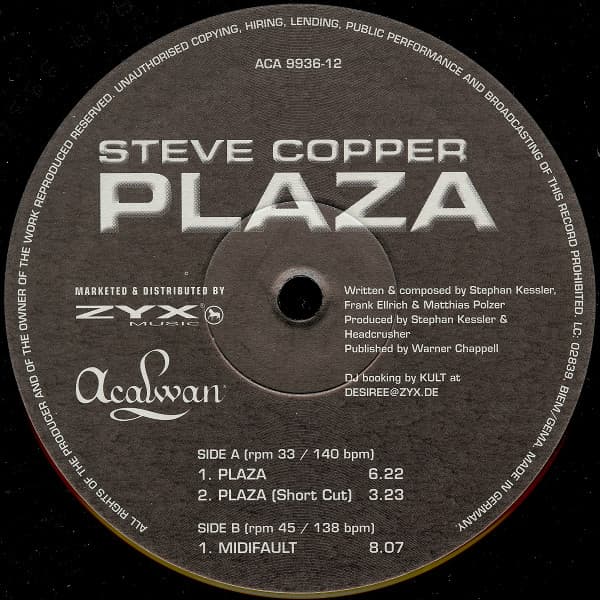 ALL RIGHTS OF THE PRODUCER AND OF THE OWNER OF THE WORK REPRODUCED RESERVED. UNAUTHORISED COPYING, HIRING, LENDING, PUBLIC PERFORMANCE AND BROADCASTING OF THIS RECORD PROHIBITED. LC 02839. BIEM/GEMA. MADE IN GERMANY.
ACA 9936-12
STEVE COPPER
PLAZA
MARKETED & DISTRIBUTED BY
ZYX®
MUSIC
Acalwan
Written & composed by Stephan Kessler,
Frank Ellrich & Matthias Polzer
Produced by Stephan Kessler &
Headcrusher
Published by Warner Chappell
DJ booking by KULT at
DESIREE@ZYX.DE
SIDE A (rpm 33 / 140 bpm)
1. PLAZA 6.22
2. PLAZA (Short Cut) 3.23
SIDE B (rpm 45 / 138 bpm)
1. MIDIFAULT 8.07